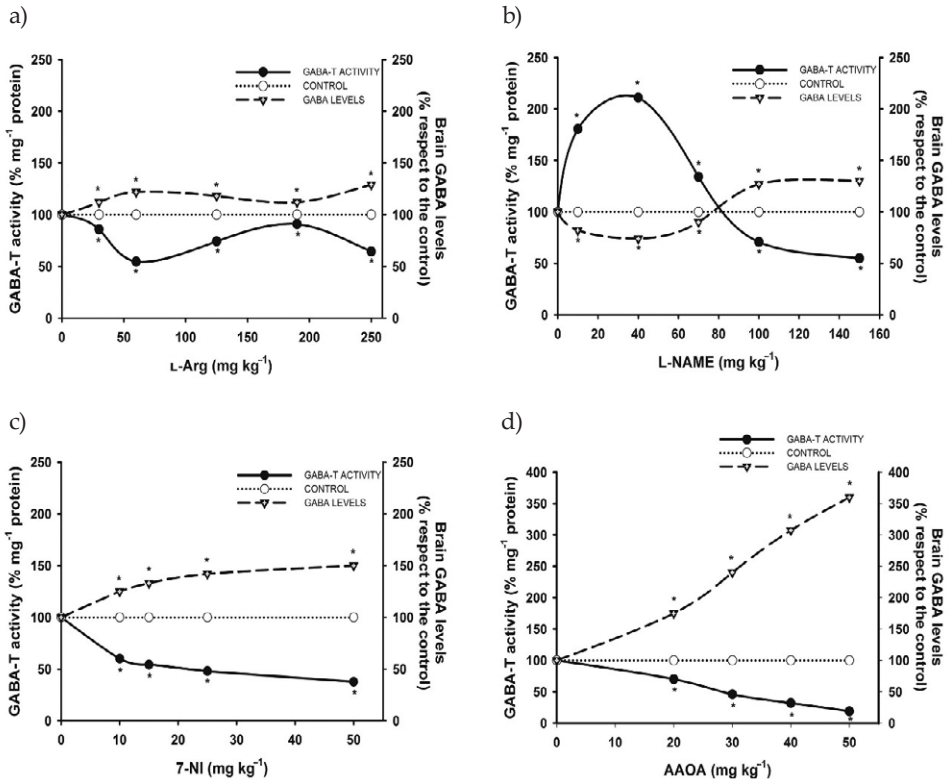 a)
GABA-T activity (% mg⁻¹ protein)
250
200
150
100
50
0
GABA-T ACTIVITY
CONTROL
GABA LEVELS
* * * * *
* * * * *
250
200
150
100
50
0
Brain GABA levels
(% respect to the control)
0 50 100 150 200 250
L-Arg (mg kg⁻¹)
b)
GABA-T activity (% mg⁻¹ protein)
250
200
150
100
50
0
GABA-T ACTIVITY
CONTROL
GABA LEVELS
* * * * *
* * * * *
250
200
150
100
50
0
Brain GABA levels
(% respect to the control)
0 20 40 60 80 100 120 140 160
L-NAME (mg kg⁻¹)
c)
GABA-T activity (% mg⁻¹ protein)
250
200
150
100
50
0
GABA-T ACTIVITY
CONTROL
GABA LEVELS
* * * *
* * * *
250
200
150
100
50
0
Brain GABA levels
(% respect to the control)
0 10 20 30 40 50
7-NI (mg kg⁻¹)
d)
GABA-T activity (% mg⁻¹ protein)
400
350
300
250
200
150
100
50
0
GABA-T ACTIVITY
CONTROL
GABA LEVELS
* * * *
* * * *
400
350
300
250
200
150
100
50
0
Brain GABA levels
(% respect to the control)
0 10 20 30 40 50
AAOA (mg kg⁻¹)